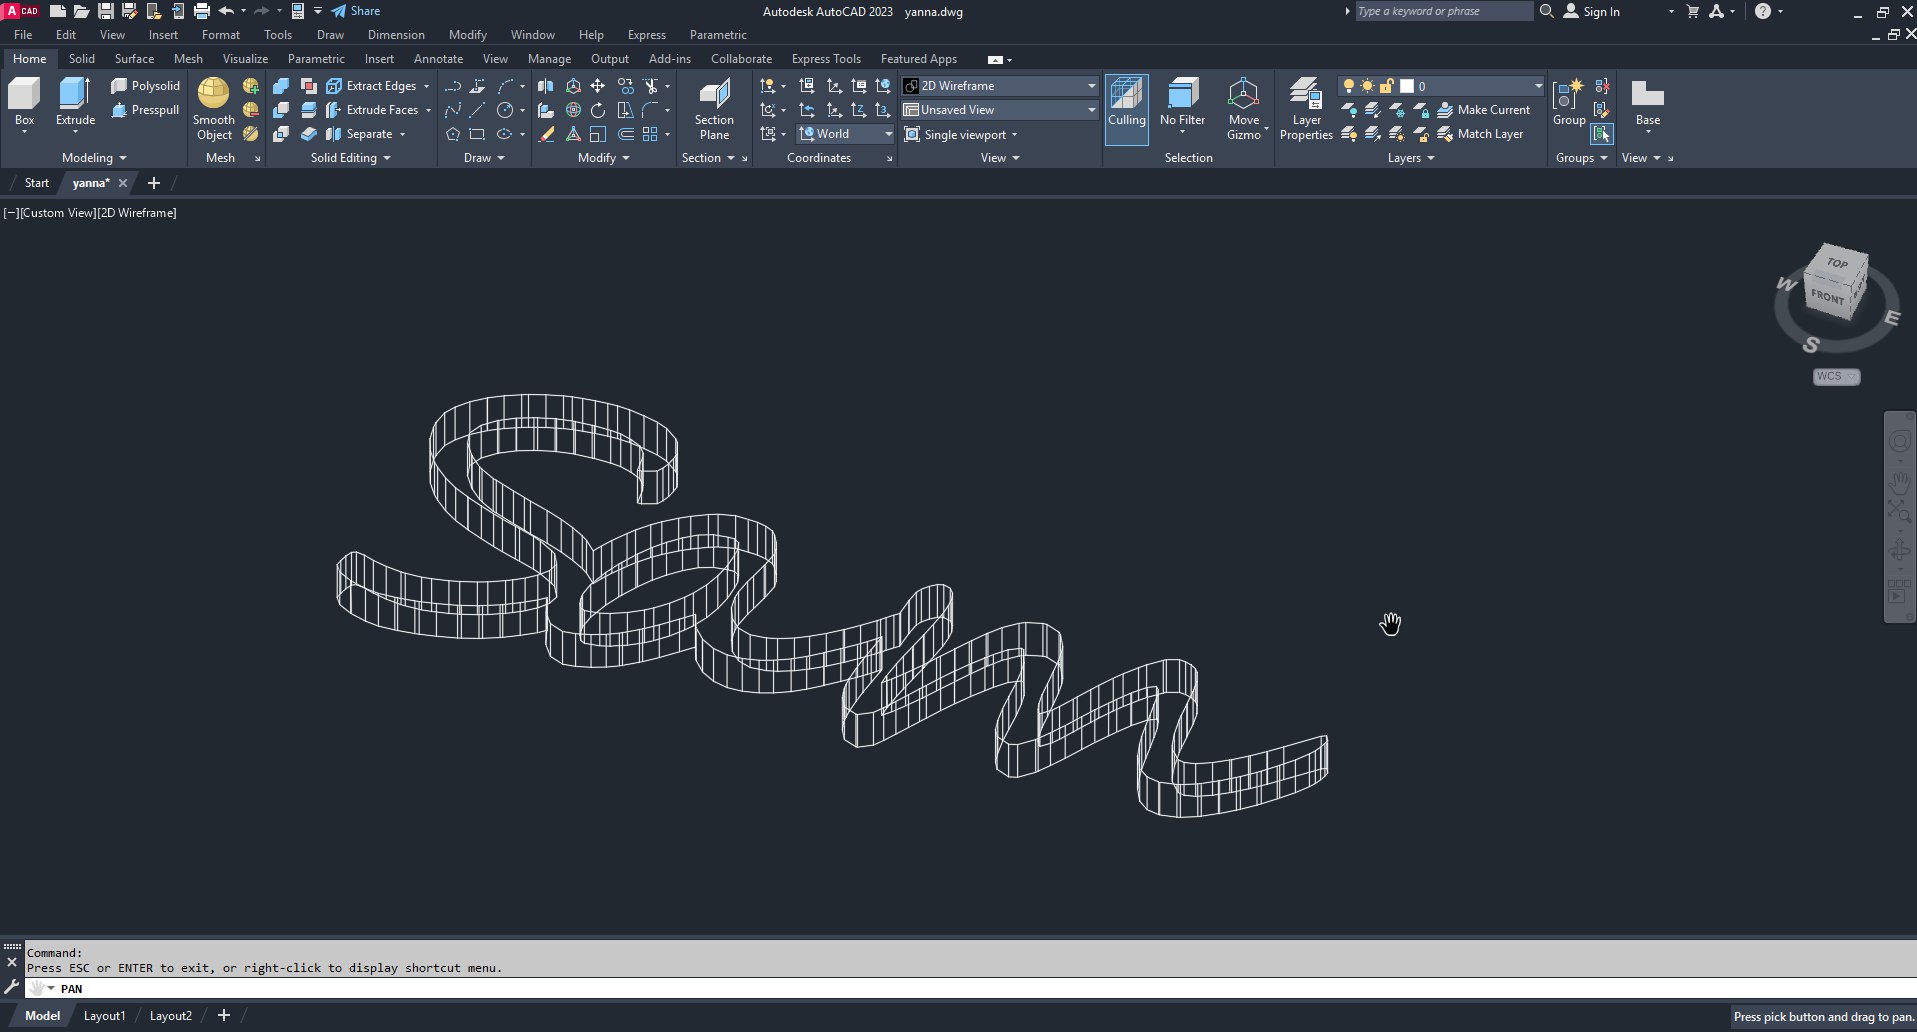 A CAD Share Autodesk AutoCAD 2023 yanna.dwg Type a keyword or phrase Sign In
File Edit View Insert Format Tools Draw Dimension Modify Window Help Express Parametric
Home Solid Surface Mesh Visualize Parametric Insert Annotate View Manage Output Add-ins Collaborate Express Tools Featured Apps
Box Extrude Polysolid Presspull
Modeling
Smooth Object
Mesh
Extract Edges
Extrude Faces
Separate
Solid Editing
Draw
Modify
Section Plane
Section
World
Coordinates
2D Wireframe
Unsaved View
Single viewport
View
Culling No Filter Move Gizmo
Selection
Layer Properties
0
Make Current
Match Layer
Layers
Group
Groups
Base
View
Start yanna*
[−][Custom View][2D Wireframe]
TOP
FRONT
W
S
E
WCS
Sam
Command:
Press ESC or ENTER to exit, or right-click to display shortcut menu.
PAN
Model Layout1 Layout2
Press pick button and drag to pan.